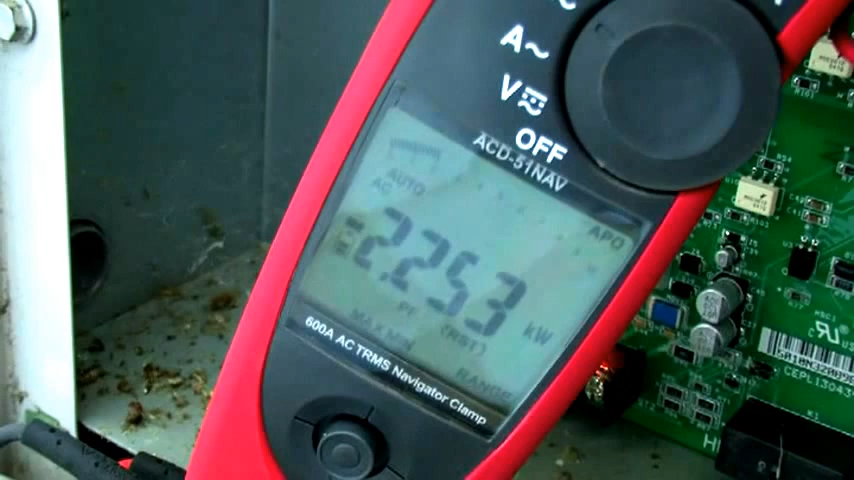 A~
V
OFF
ACD-51NAV
APO
AUTO
AC
2.253
kW
PF
(RST)
MAX MIN
RANGE
600A AC TRMS Navigator Clamp
CEPL13043